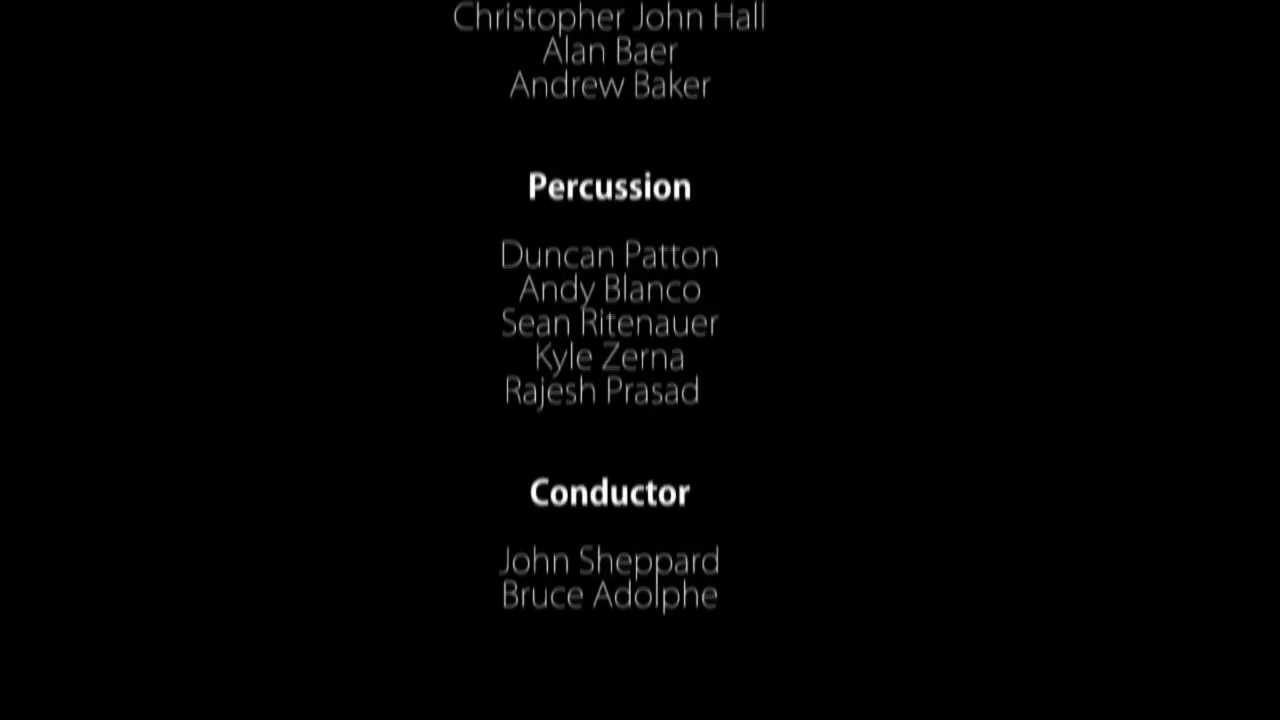 Christopher John Hall
Alan Baer
Andrew Baker
Percussion
Duncan Patton
Andy Blanco
Sean Ritenauer
Kyle Zerna
Rajesh Prasad
Conductor
John Sheppard
Bruce Adolphe